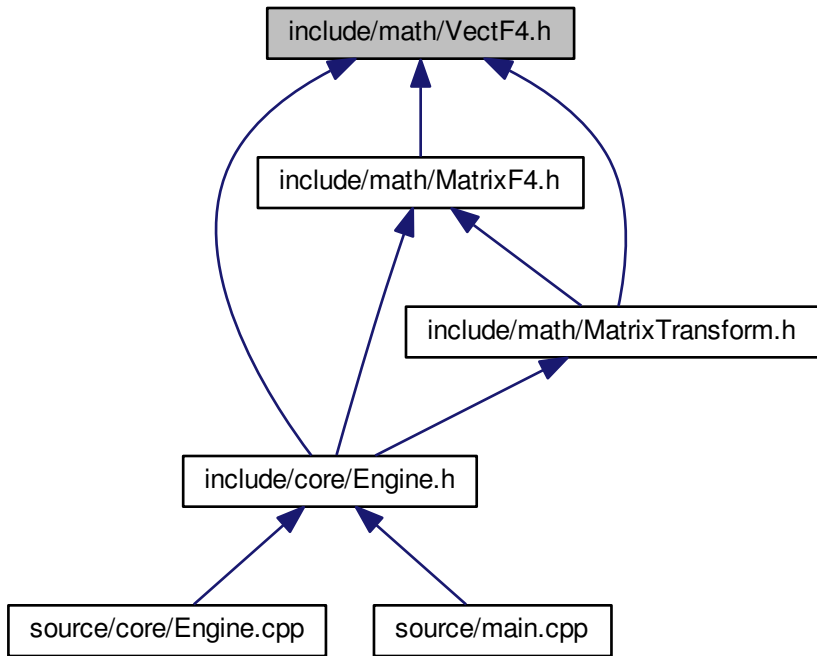 include/math/VectF4.h
include/math/MatrixF4.h
include/math/MatrixTransform.h
include/core/Engine.h
source/core/Engine.cpp
source/main.cpp